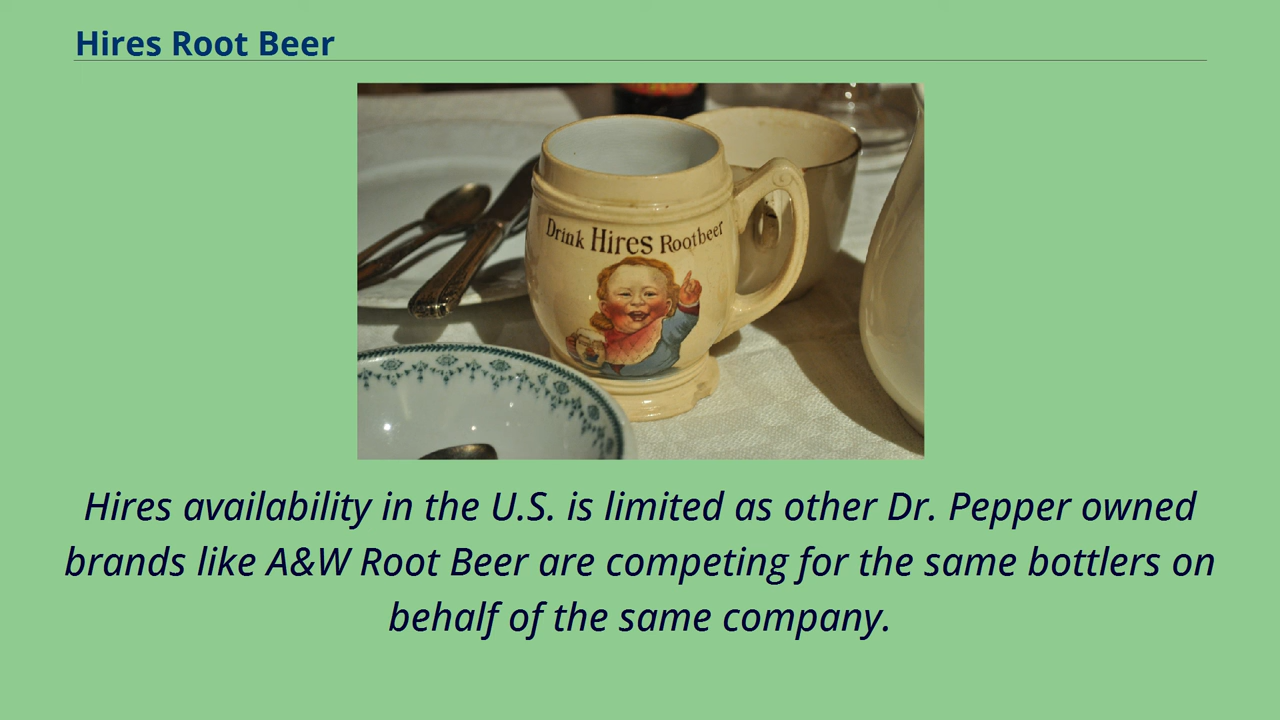 Hires Root Beer
Drink Hires Rootbeer
Hires availability in the U.S. is limited as other Dr. Pepper owned
brands like A&W Root Beer are competing for the same bottlers on
behalf of the same company.